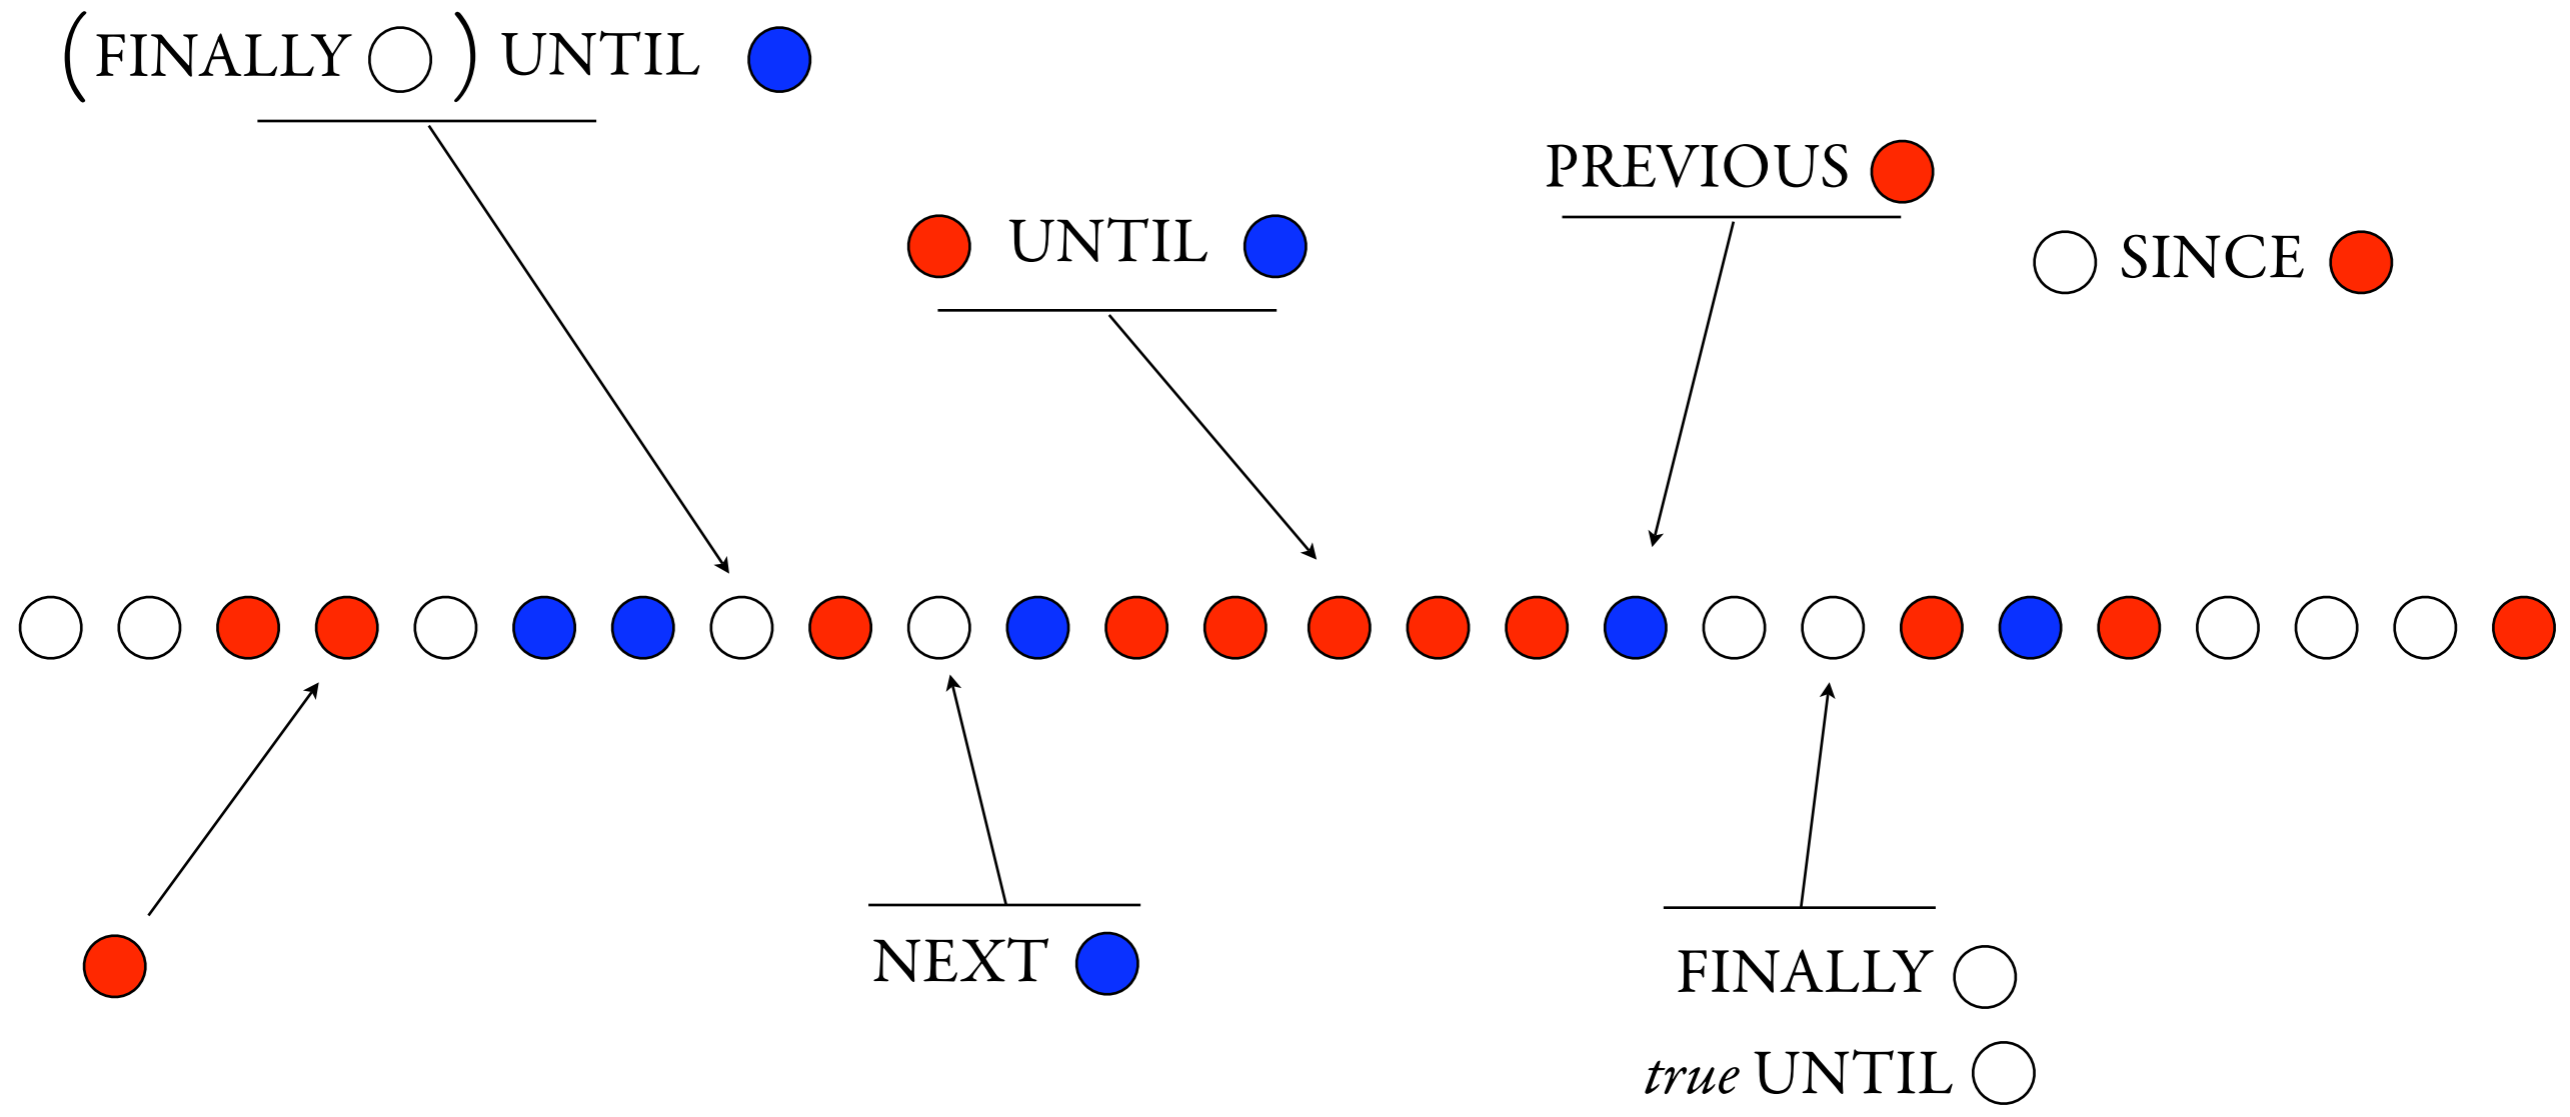 (FINALLY ) UNTIL
PREVIOUS
UNTIL
SINCE
NEXT
FINALLY
true UNTIL